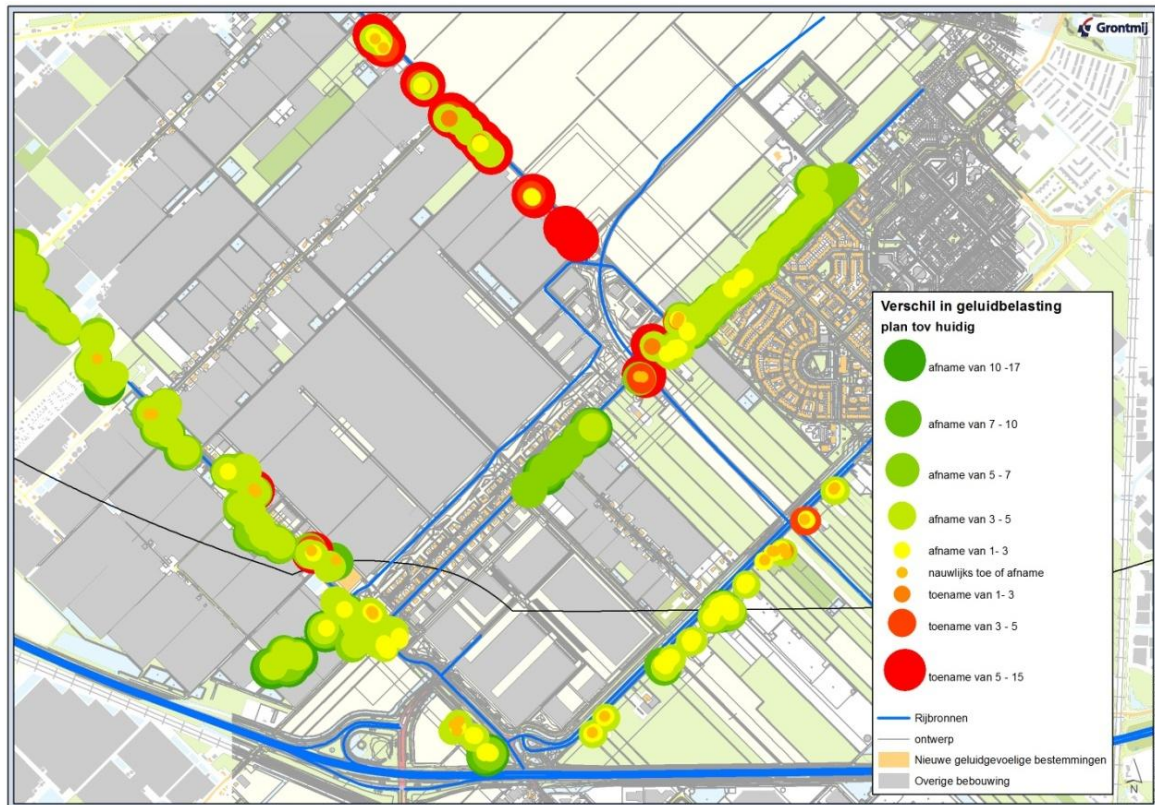 Grontmij
Verschil in geluidbelasting
plan tov huidig
afname van 10 -17
afname van 7 - 10
afname van 5 - 7
afname van 3 - 5
afname van 1- 3
nauwlijks toe of afname
toename van 1- 3
toename van 3 - 5
toename van 5 - 15
Rijbronnen
ontwerp
Nieuwe geluidgevoelige bestemmingen
Overige bebouwing
N